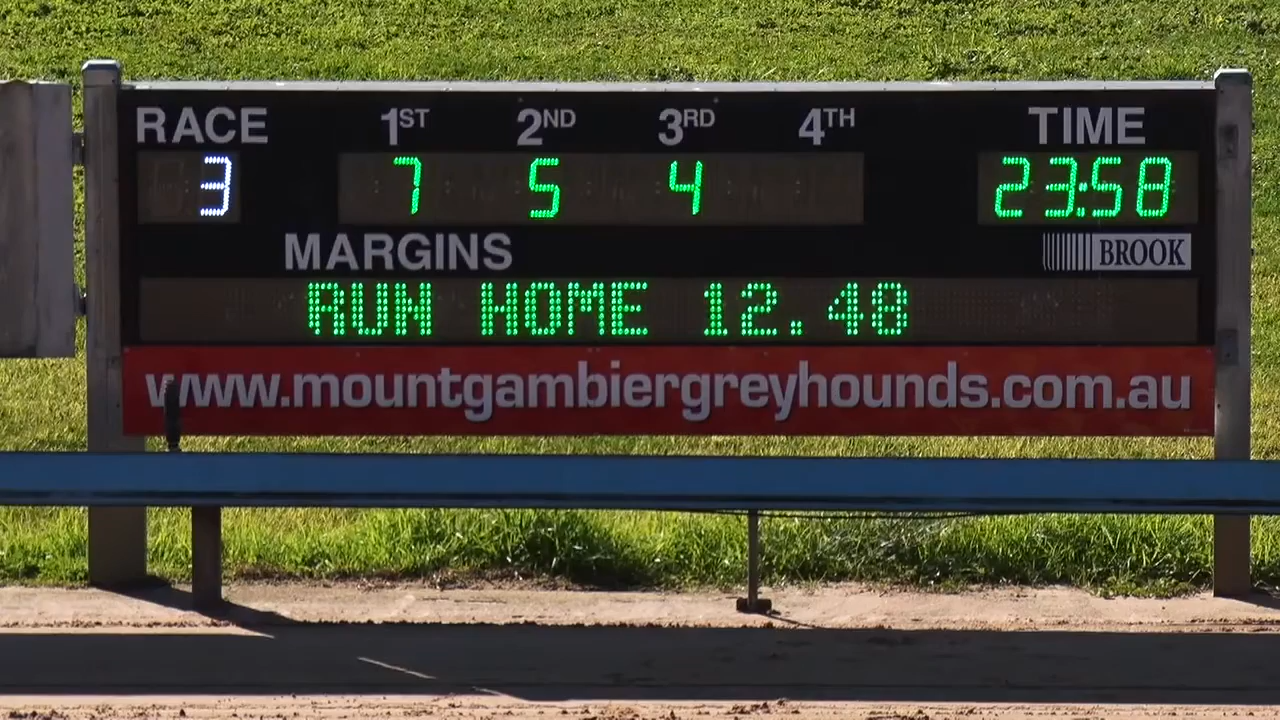 RACE 1ST 2ND 3RD 4TH TIME
3 7 5 4 23:58
MARGINS BROOK
RUN HOME 12.48
www.mountgambiergreyhounds.com.au